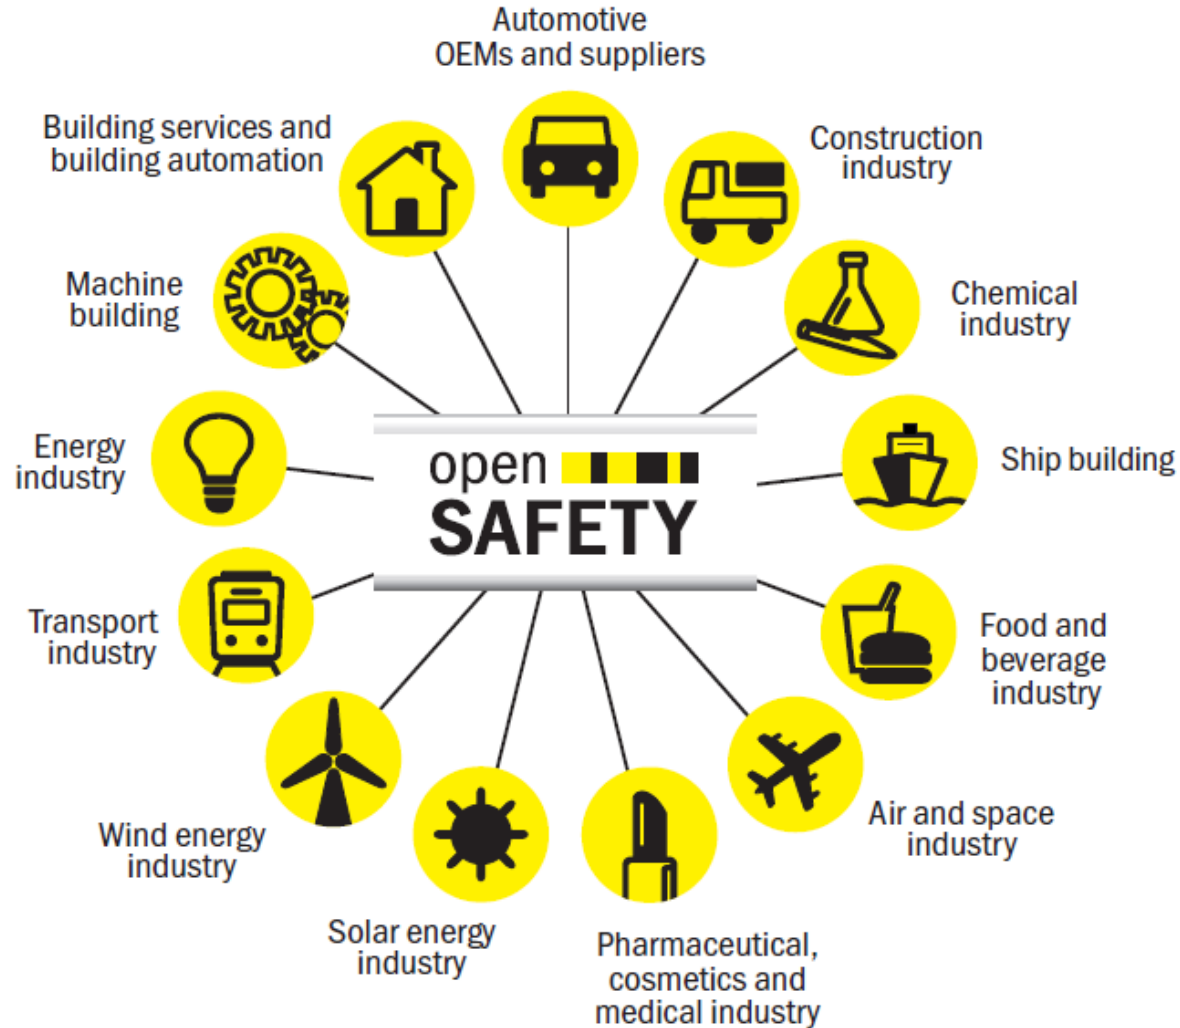 Automotive
OEMs and suppliers
Building services and
building automation
Construction
industry
Machine
building
Chemical
industry
Energy
industry
open
SAFETY
Ship building
Transport
industry
Food and
beverage
industry
Wind energy
industry
Air and space
industry
Solar energy
industry
Pharmaceutical,
cosmetics and
medical industry